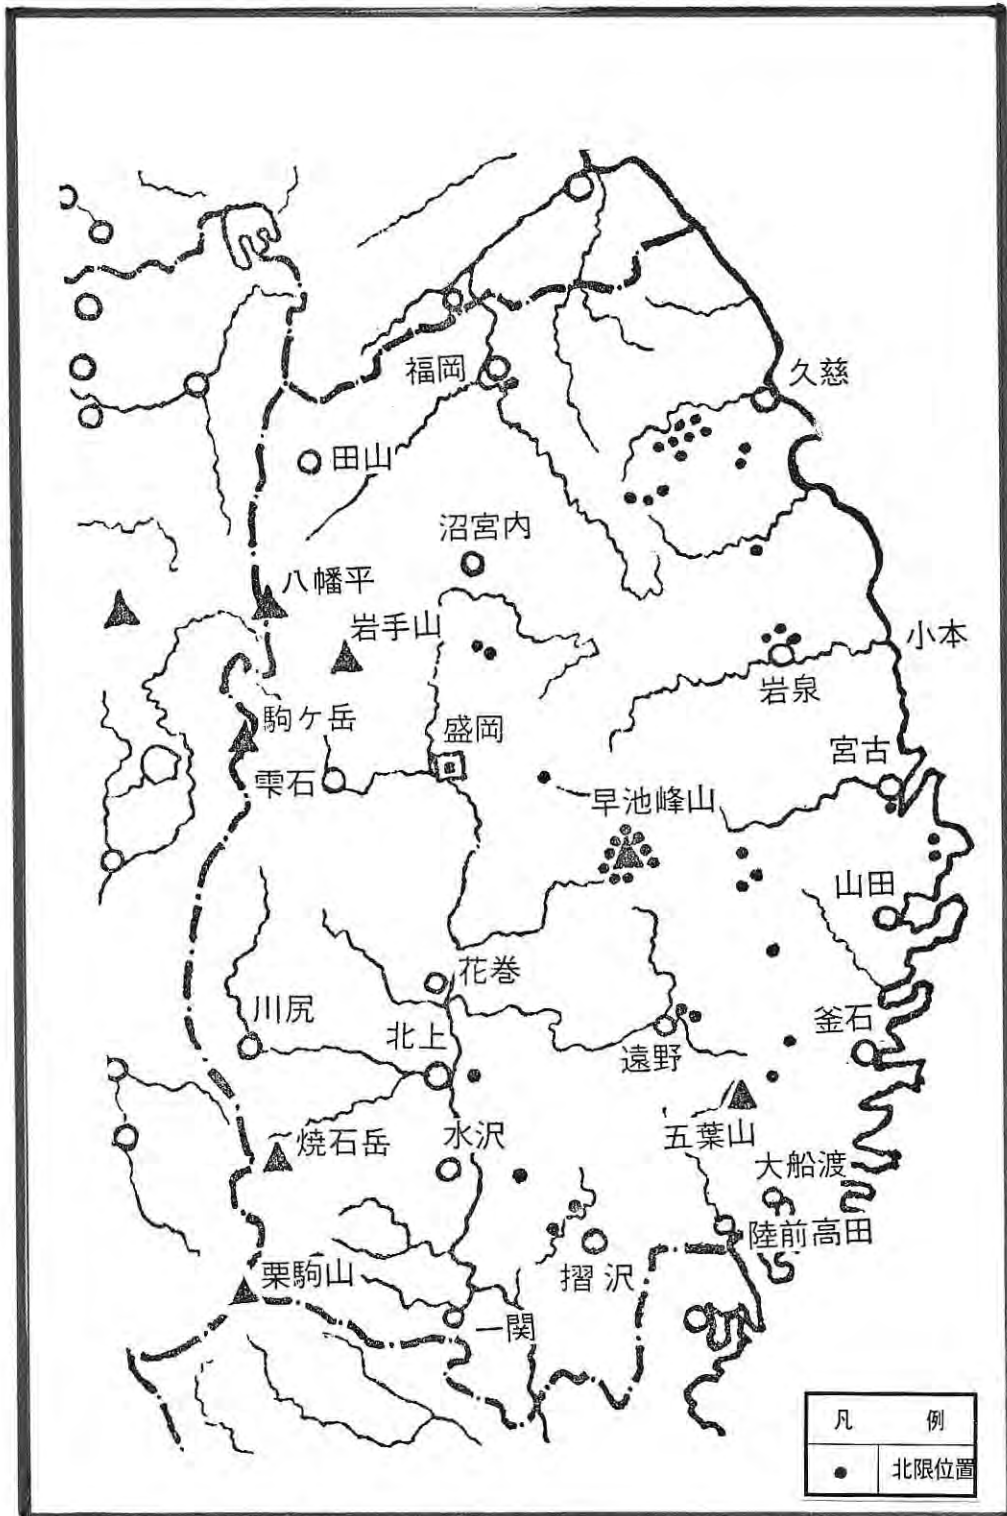 福岡
久慈
田山
沼宮内
八幡平
岩手山
小本
岩泉
駒ケ岳
盛岡
宮古
雫石
早池峰山
山田
花巻
川尻
釜石
北上
遠野
五葉山
焼石岳
水沢
大船渡
陸前高田
摺沢
栗駒山
一関
凡 例
● 北限位置